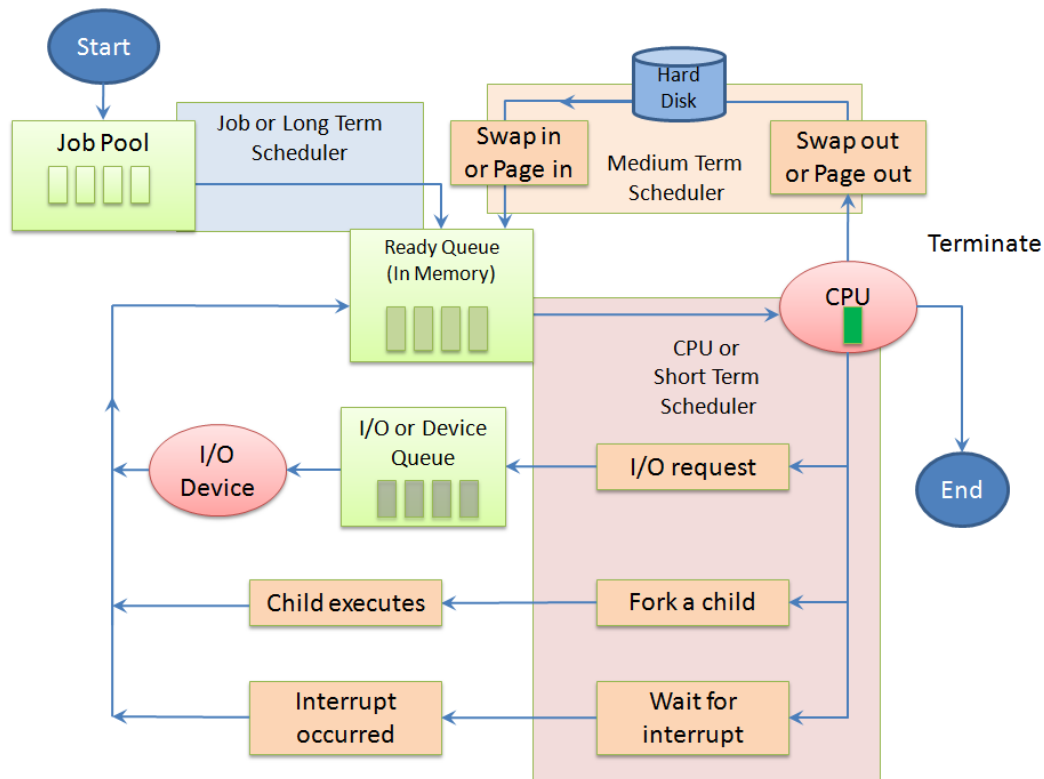 Start
Job Pool
Job or Long Term
Scheduler
Hard
Disk
Swap in
or Page in
Medium Term
Scheduler
Swap out
or Page out
Ready Queue
(In Memory)
Terminate
CPU
CPU or
Short Term
Scheduler
I/O
Device
I/O or Device
Queue
I/O request
End
Child executes
Fork a child
Interrupt
occurred
Wait for
interrupt